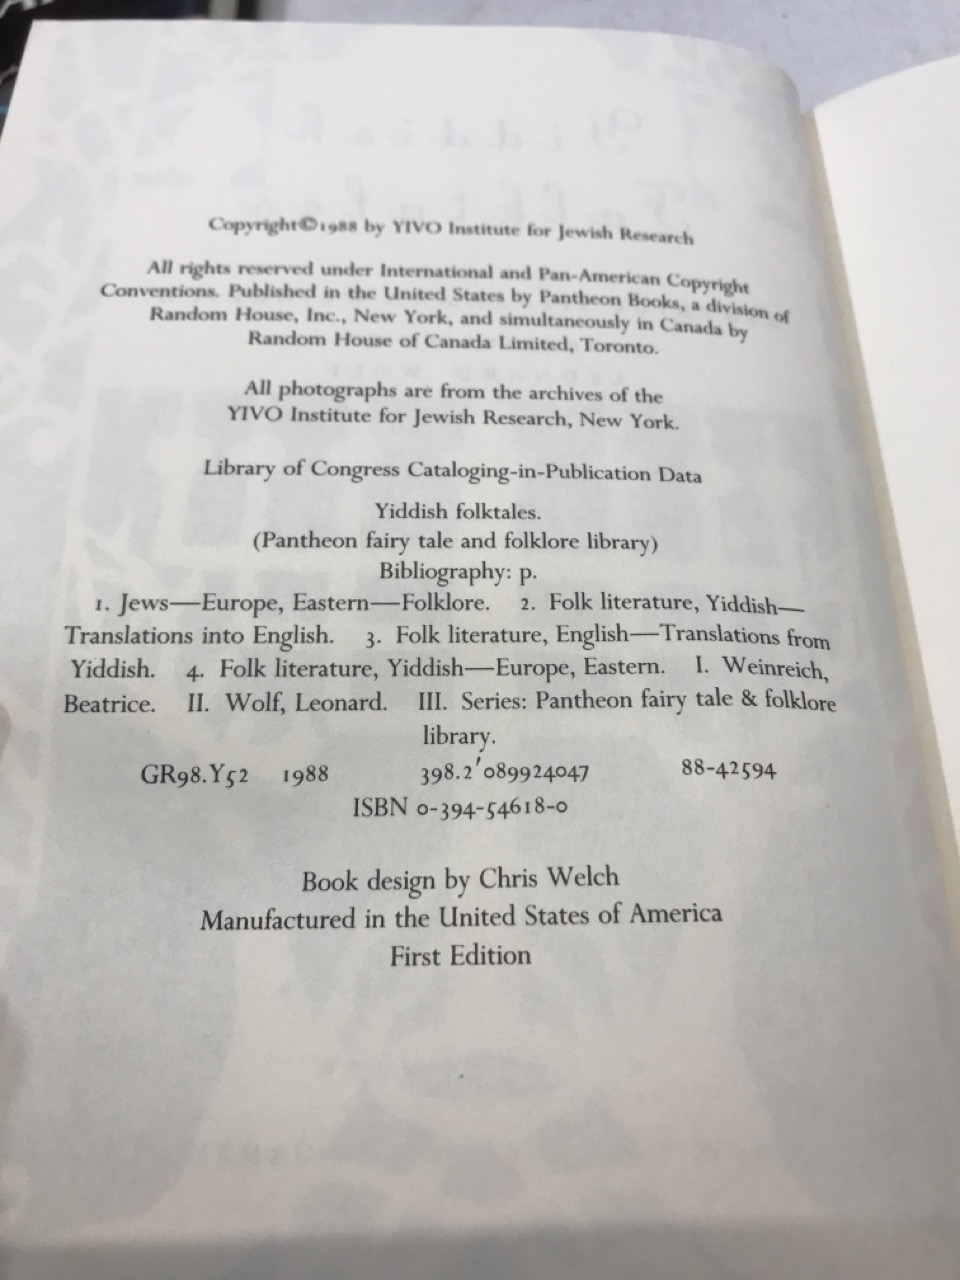 Copyright©1988 by YIVO Institute for Jewish Research
All rights reserved under International and Pan-American Copyright
Conventions. Published in the United States by Pantheon Books, a division of
Random House, Inc., New York, and simultaneously in Canada by
Random House of Canada Limited, Toronto.
All photographs are from the archives of the
YIVO Institute for Jewish Research, New York.
Library of Congress Cataloging-in-Publication Data
Yiddish folktales.
(Pantheon fairy tale and folklore library)
Bibliography: p.
1. Jews—Europe, Eastern—Folklore. 2. Folk literature, Yiddish—
Translations into English. 3. Folk literature, English—Translations from
Yiddish. 4. Folk literature, Yiddish—Europe, Eastern. I. Weinreich,
Beatrice. II. Wolf, Leonard. III. Series: Pantheon fairy tale & folklore
library.
GR98.Y52 1988 398.2′089924047 88-42594
ISBN 0-394-54618-0
Book design by Chris Welch
Manufactured in the United States of America
First Edition